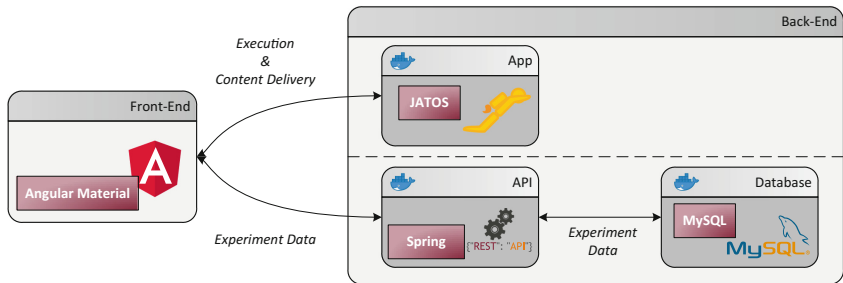 Back-End
Execution
&
Content Delivery
App
JATOS
Front-End
A
Angular Material
API
Database
Spring
{"REST": "API"}
MySQL
MySQL®
Experiment Data
Experiment
Data